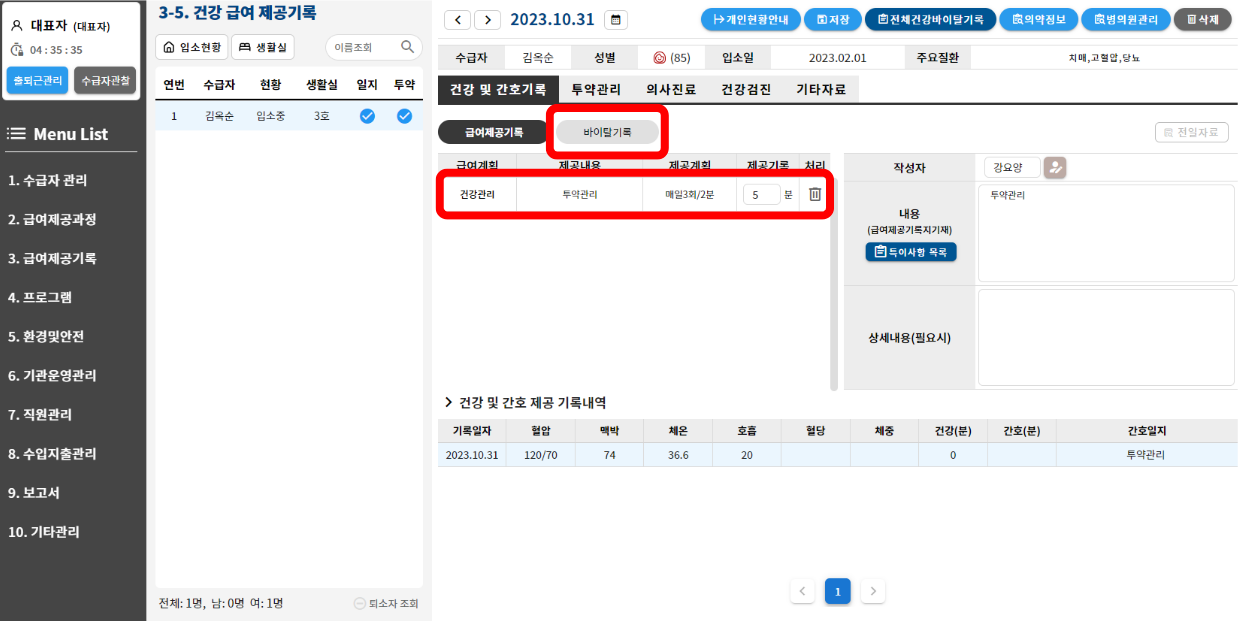 대표자 (대표자)
04 : 35 : 35
출퇴근관리
수급자관찰
Menu List
1. 수급자 관리
2. 급여제공과정
3. 급여제공기록
4. 프로그램
5. 환경및안전
6. 기관운영관리
7. 직원관리
8. 수입지출관리
9. 보고서
10. 기타관리
3-5. 건강 급여 제공기록
입소현황
생활실
이름조회
연번 수급자 현황 생활실 일지 투약
1 김옥순 입소중 3호
전체: 1명, 남: 0명 여: 1명
퇴소자 조회
2023.10.31
개인현황안내
저장
전체건강바이탈기록
의약정보
병의원관리
삭제
수급자 김옥순 성별 (85) 입소일 2023.02.01 주요질환 치매,고혈압,당뇨
건강 및 간호기록 투약관리 의사진료 건강검진 기타자료
급여제공기록
바이탈기록
전일자료
급여계획 제공내용 제공계획 제공기록 처리
건강관리 투약관리 매일3회/2분 5 분
작성자 강요양
내용
(급여제공기록지기재)
특이사항 목록
투약관리
상세내용(필요시)
건강 및 간호 제공 기록내역
기록일자 혈압 맥박 체온 호흡 혈당 체중 건강(분) 간호(분) 간호일지
2023.10.31 120/70 74 36.6 20 0 투약관리
1